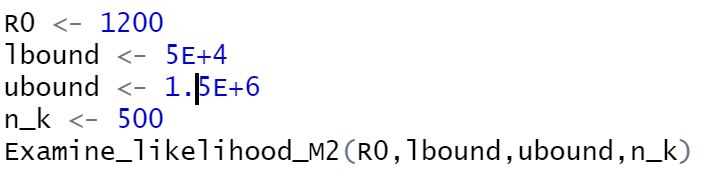 R0 <- 1200
lbound <- 5E+4
ubound <- 1.5E+6
n_k <- 500
Examine_likelihood_M2(R0,lbound,ubound,n_k)